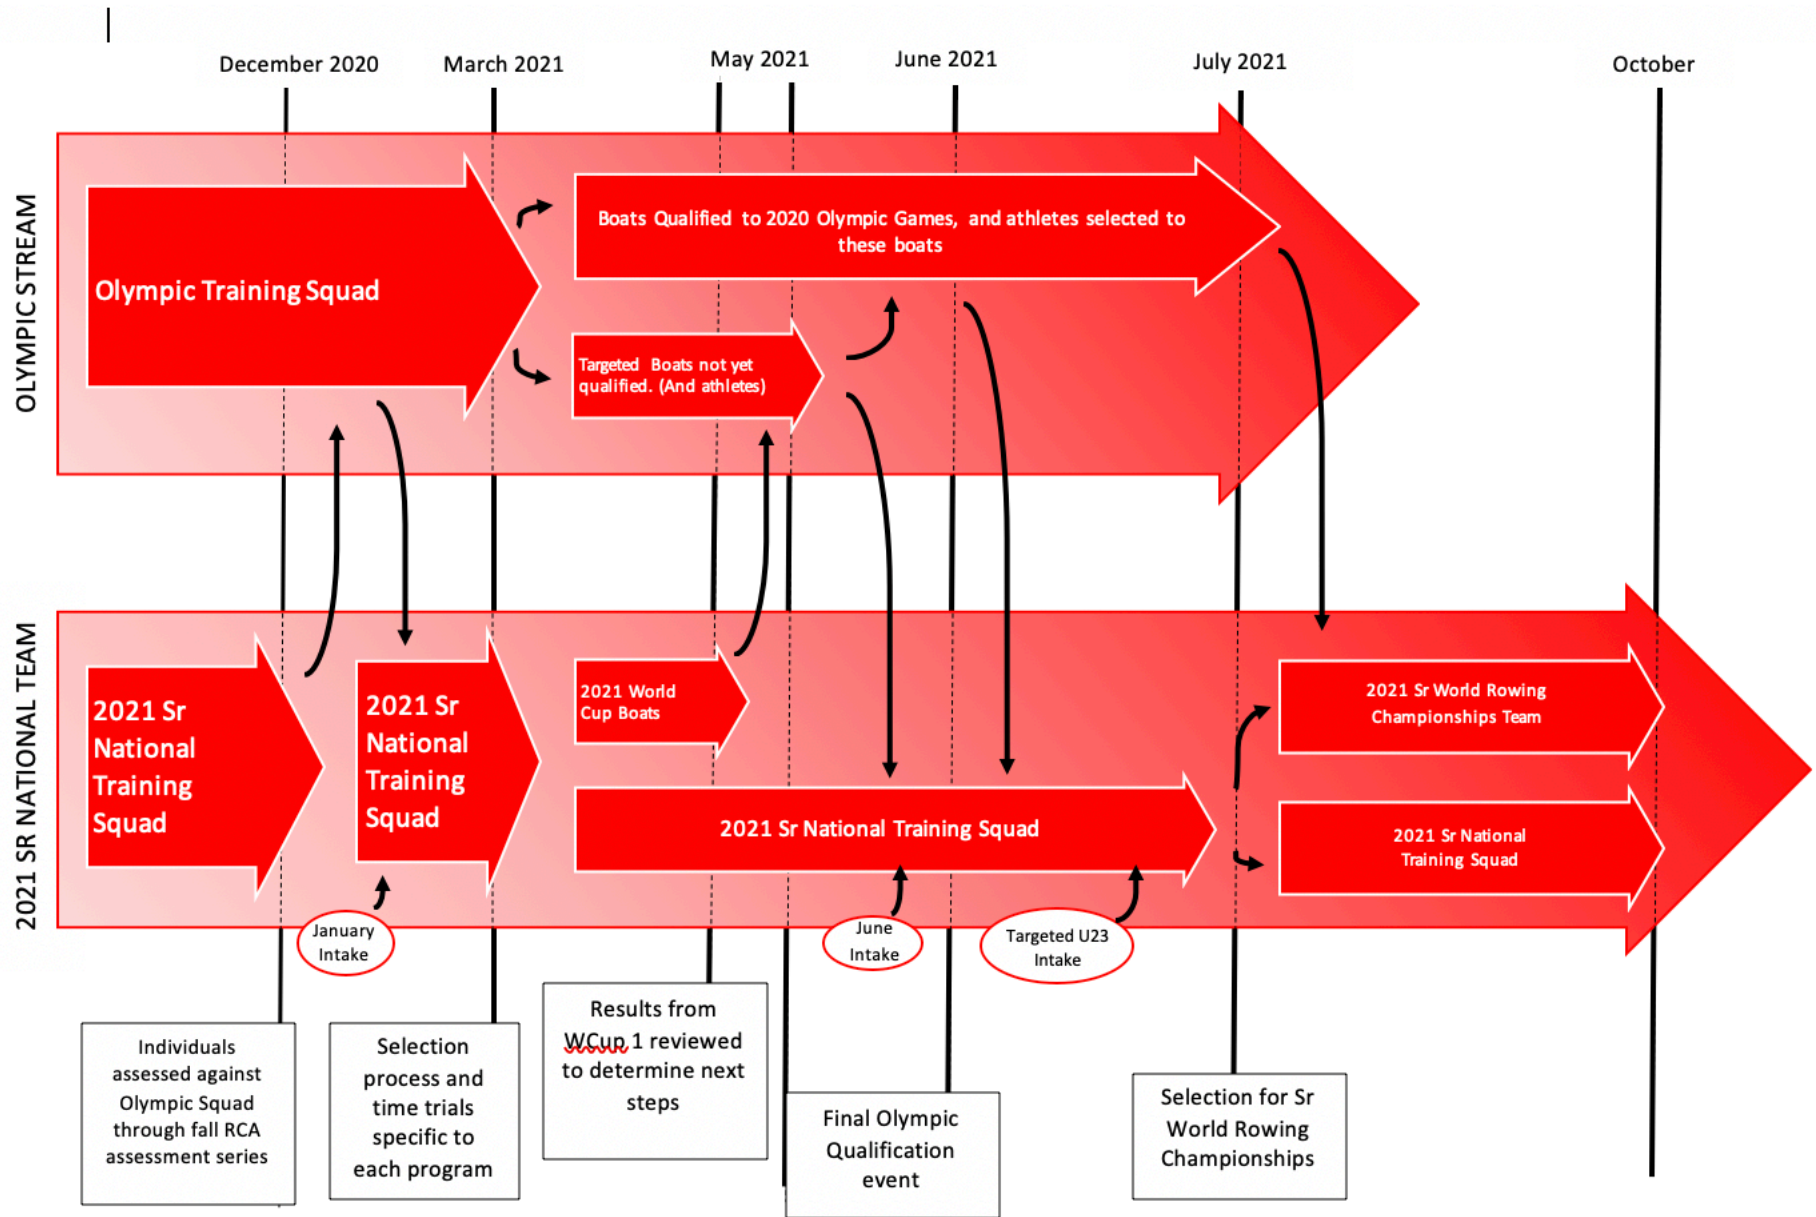 December 2020
March 2021
May 2021
June 2021
July 2021
October
OLYMPIC STREAM
Olympic Training Squad
Boats Qualified to 2020 Olympic Games, and athletes selected to
these boats
Targeted Boats not yet
qualified. (And athletes)
2021 SR NATIONAL TEAM
2021 Sr
National
Training
Squad
2021 Sr
National
Training
Squad
2021 World
Cup Boats
2021 Sr National Training Squad
2021 Sr World Rowing
Championships Team
2021 Sr National
Training Squad
January
Intake
June
Intake
Targeted U23
Intake
Individuals
assessed against
Olympic Squad
through fall RCA
assessment series
Selection
process and
time trials
specific to
each program
Results from
WCup 1 reviewed
to determine next
steps
Final Olympic
Qualification
event
Selection for Sr
World Rowing
Championships